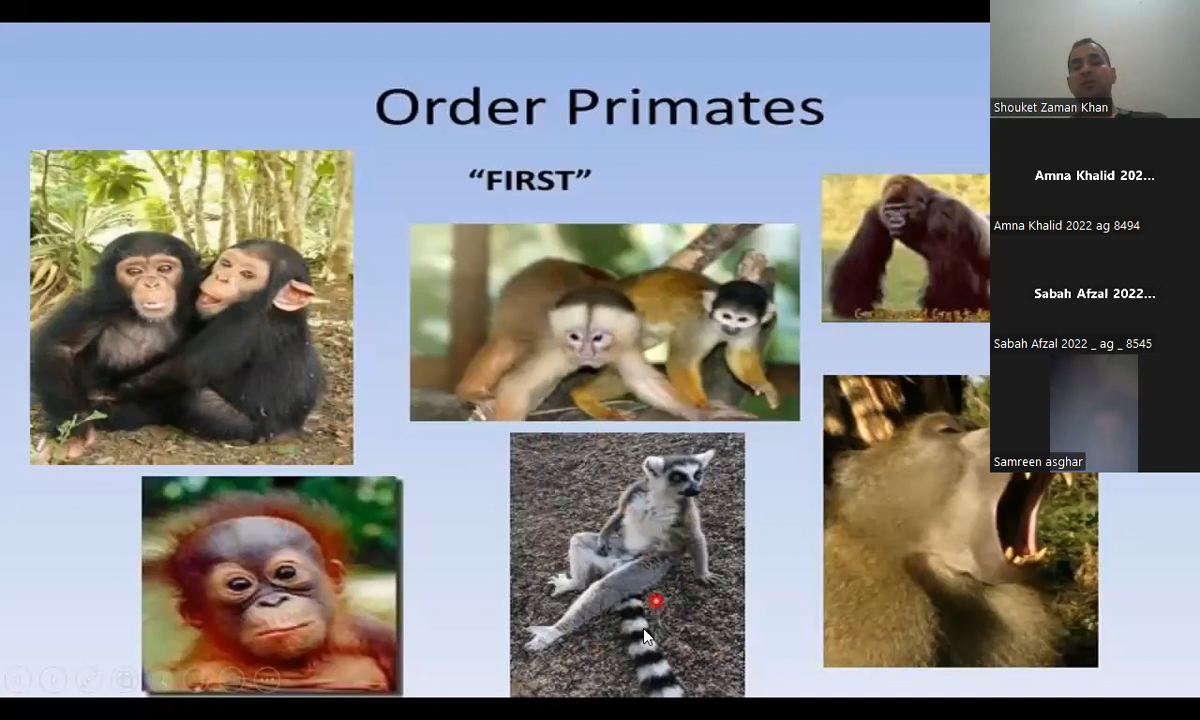 Order Primates
“FIRST”
Shouket Zaman Khan
Amna Khalid 202...
Amna Khalid 2022 ag 8494
Sabah Afzal 2022...
Sabah Afzal 2022 _ ag _ 8545
Samreen asghar